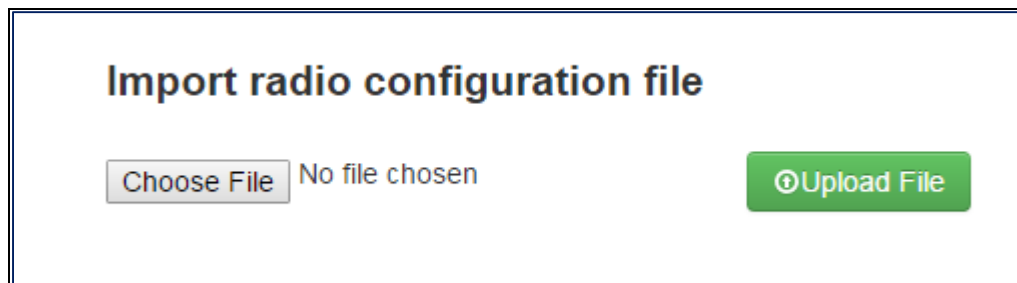 Import radio configuration file
Choose File No file chosen
Upload File